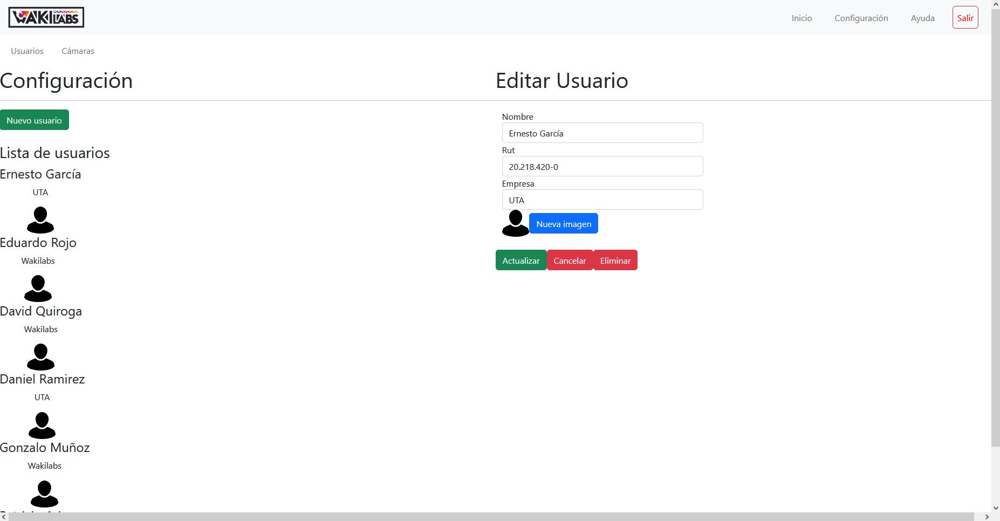 WAKILABS
Inicio Configuración Ayuda Salir
Usuarios Cámaras
Configuración
Nuevo usuario
Lista de usuarios
Ernesto García
UTA
Eduardo Rojo
Wakilabs
David Quiroga
Wakilabs
Daniel Ramirez
UTA
Gonzalo Muñoz
Wakilabs
Editar Usuario
Nombre
Ernesto García
Rut
20.218.420-0
Empresa
UTA
Nueva imagen
Actualizar Cancelar Eliminar